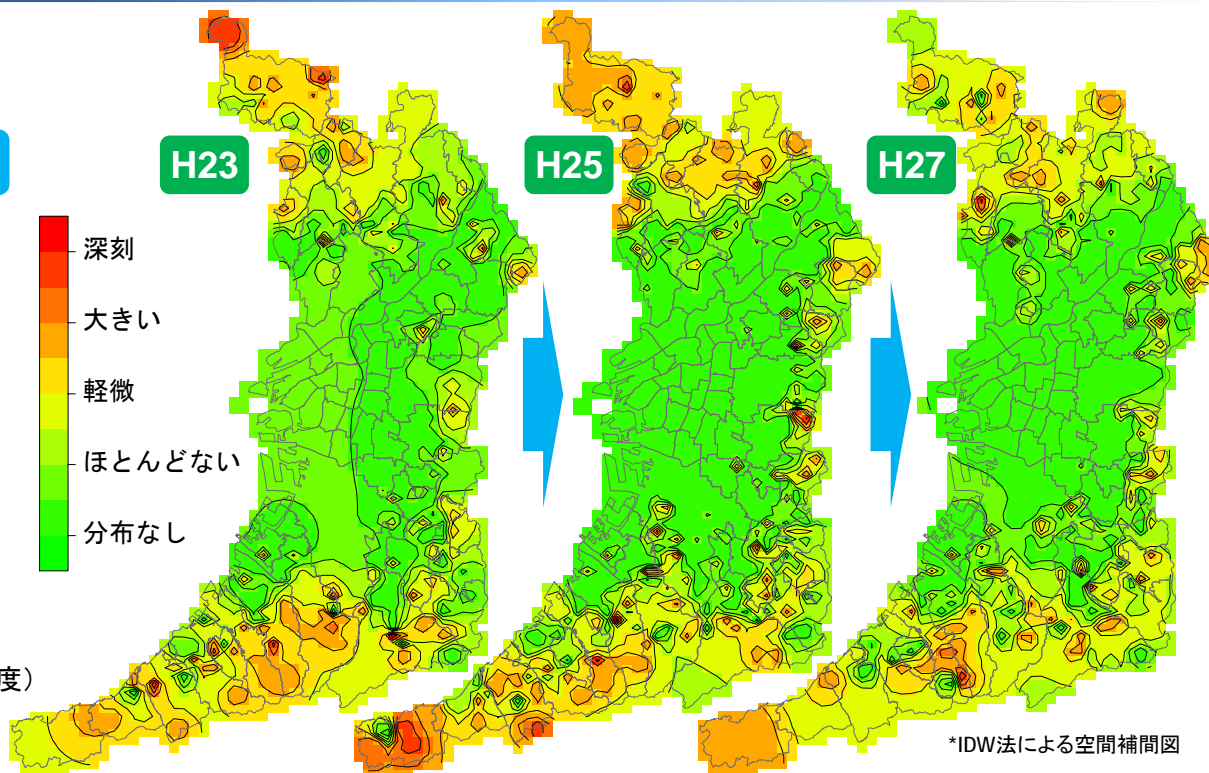 H23
H25
H27
深刻
大きい
軽微
ほとんどない
分布なし
度）
*IDW法による空間補間図